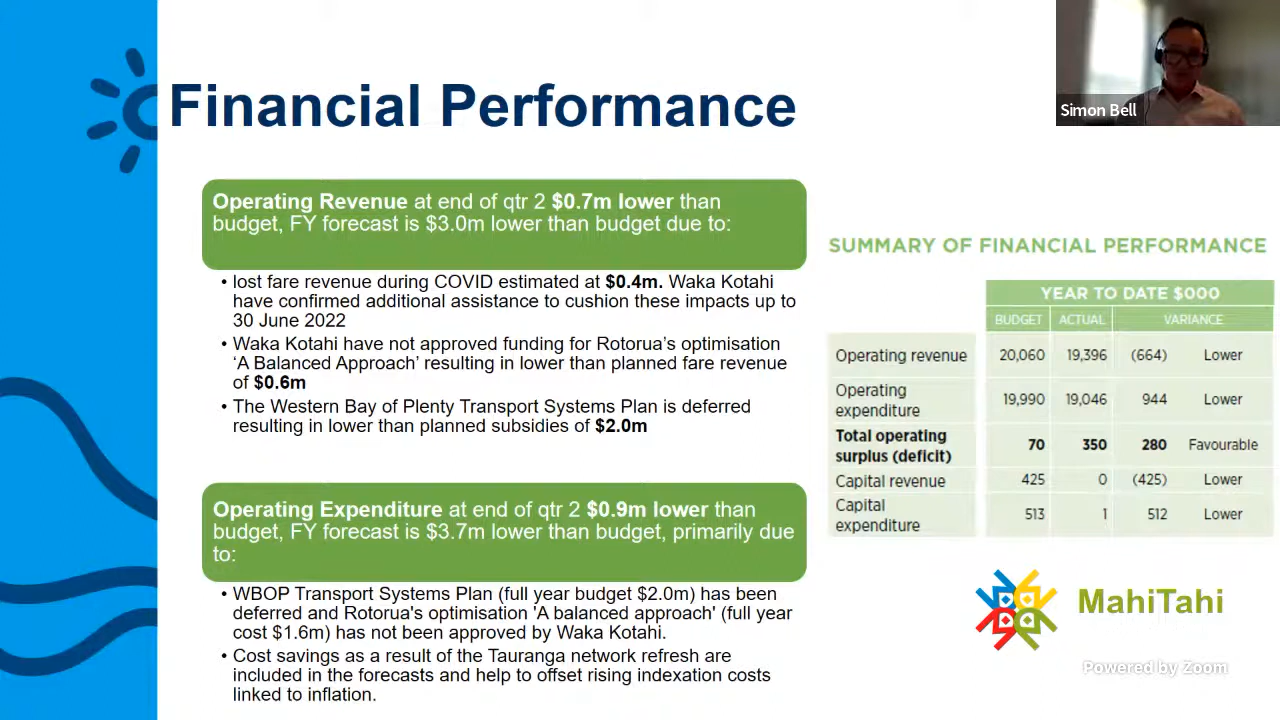 Simon Bell
Financial Performance
Operating Revenue at end of qtr 2 $0.7m lower than
budget, FY forecast is $3.0m lower than budget due to:
• lost fare revenue during COVID estimated at $0.4m. Waka Kotahi
have confirmed additional assistance to cushion these impacts up to
30 June 2022
• Waka Kotahi have not approved funding for Rotorua’s optimisation
‘A Balanced Approach’ resulting in lower than planned fare revenue
of $0.6m
• The Western Bay of Plenty Transport Systems Plan is deferred
resulting in lower than planned subsidies of $2.0m
Operating Expenditure at end of qtr 2 $0.9m lower than
budget, FY forecast is $3.7m lower than budget, primarily due
to:
• WBOP Transport Systems Plan (full year budget $2.0m) has been
deferred and Rotorua's optimisation 'A balanced approach' (full year
cost $1.6m) has not been approved by Waka Kotahi.
• Cost savings as a result of the Tauranga network refresh are
included in the forecasts and help to offset rising indexation costs
linked to inflation.
SUMMARY OF FINANCIAL PERFORMANCE
YEAR TO DATE $000
BUDGET ACTUAL VARIANCE
Operating revenue 20,060 19,396 (664) Lower
Operating
expenditure 19,990 19,046 944 Lower
Total operating
surplus (deficit) 70 350 280 Favourable
Capital revenue 425 0 (425) Lower
Capital
expenditure 513 1 512 Lower
MahiTahi
Powered by Zoom